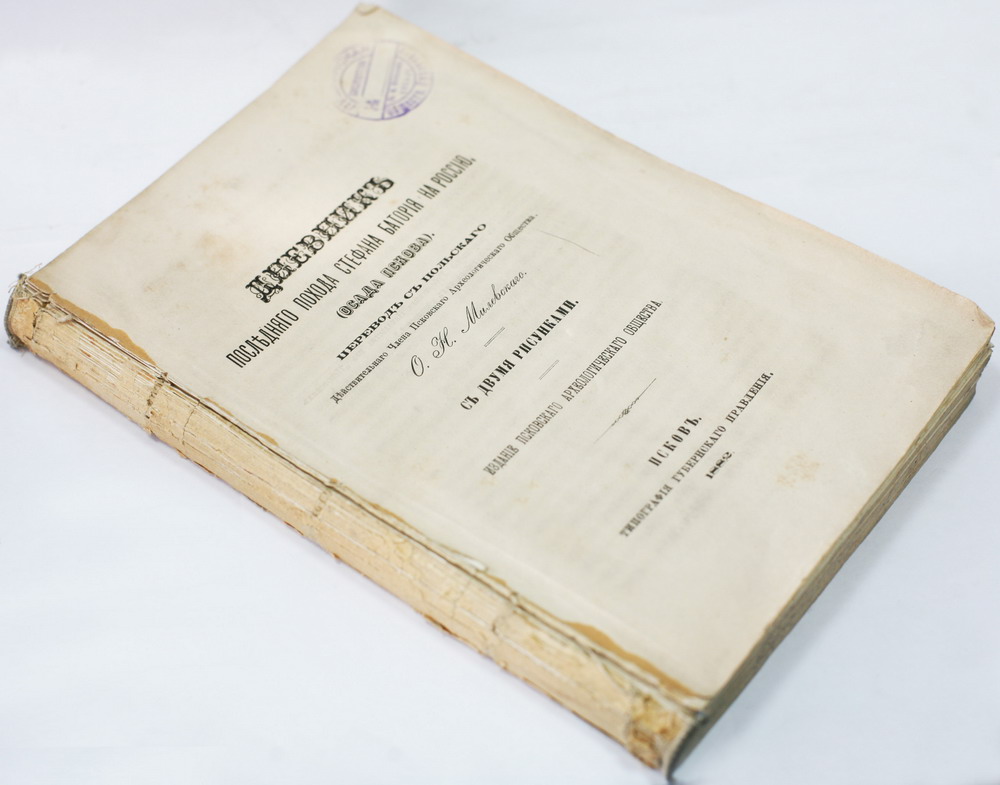 ДНЕВНИКЪ
ПОСЛѢДНЯГО ПОХОДА СТЕФАНА БАТОРІЯ НА РОССІЮ,
(ОСАДА ПСКОВА).
ПЕРЕВОДЪ СЪ ПОЛЬСКАГО
Дѣйствительнаго Члена Псковскаго Археологическаго Общества.
О. Н. Милевскаго.
СЪ ДВУМЯ РИСУНКАМИ.
ИЗДАНІЕ ПСКОВСКАГО АРХЕОЛОГИЧЕСКАГО ОБЩЕСТВА.
ПСКОВЪ.
ТИПОГРАФІЯ ГУБЕРНСКАГО ПРАВЛЕНІЯ.
1882.